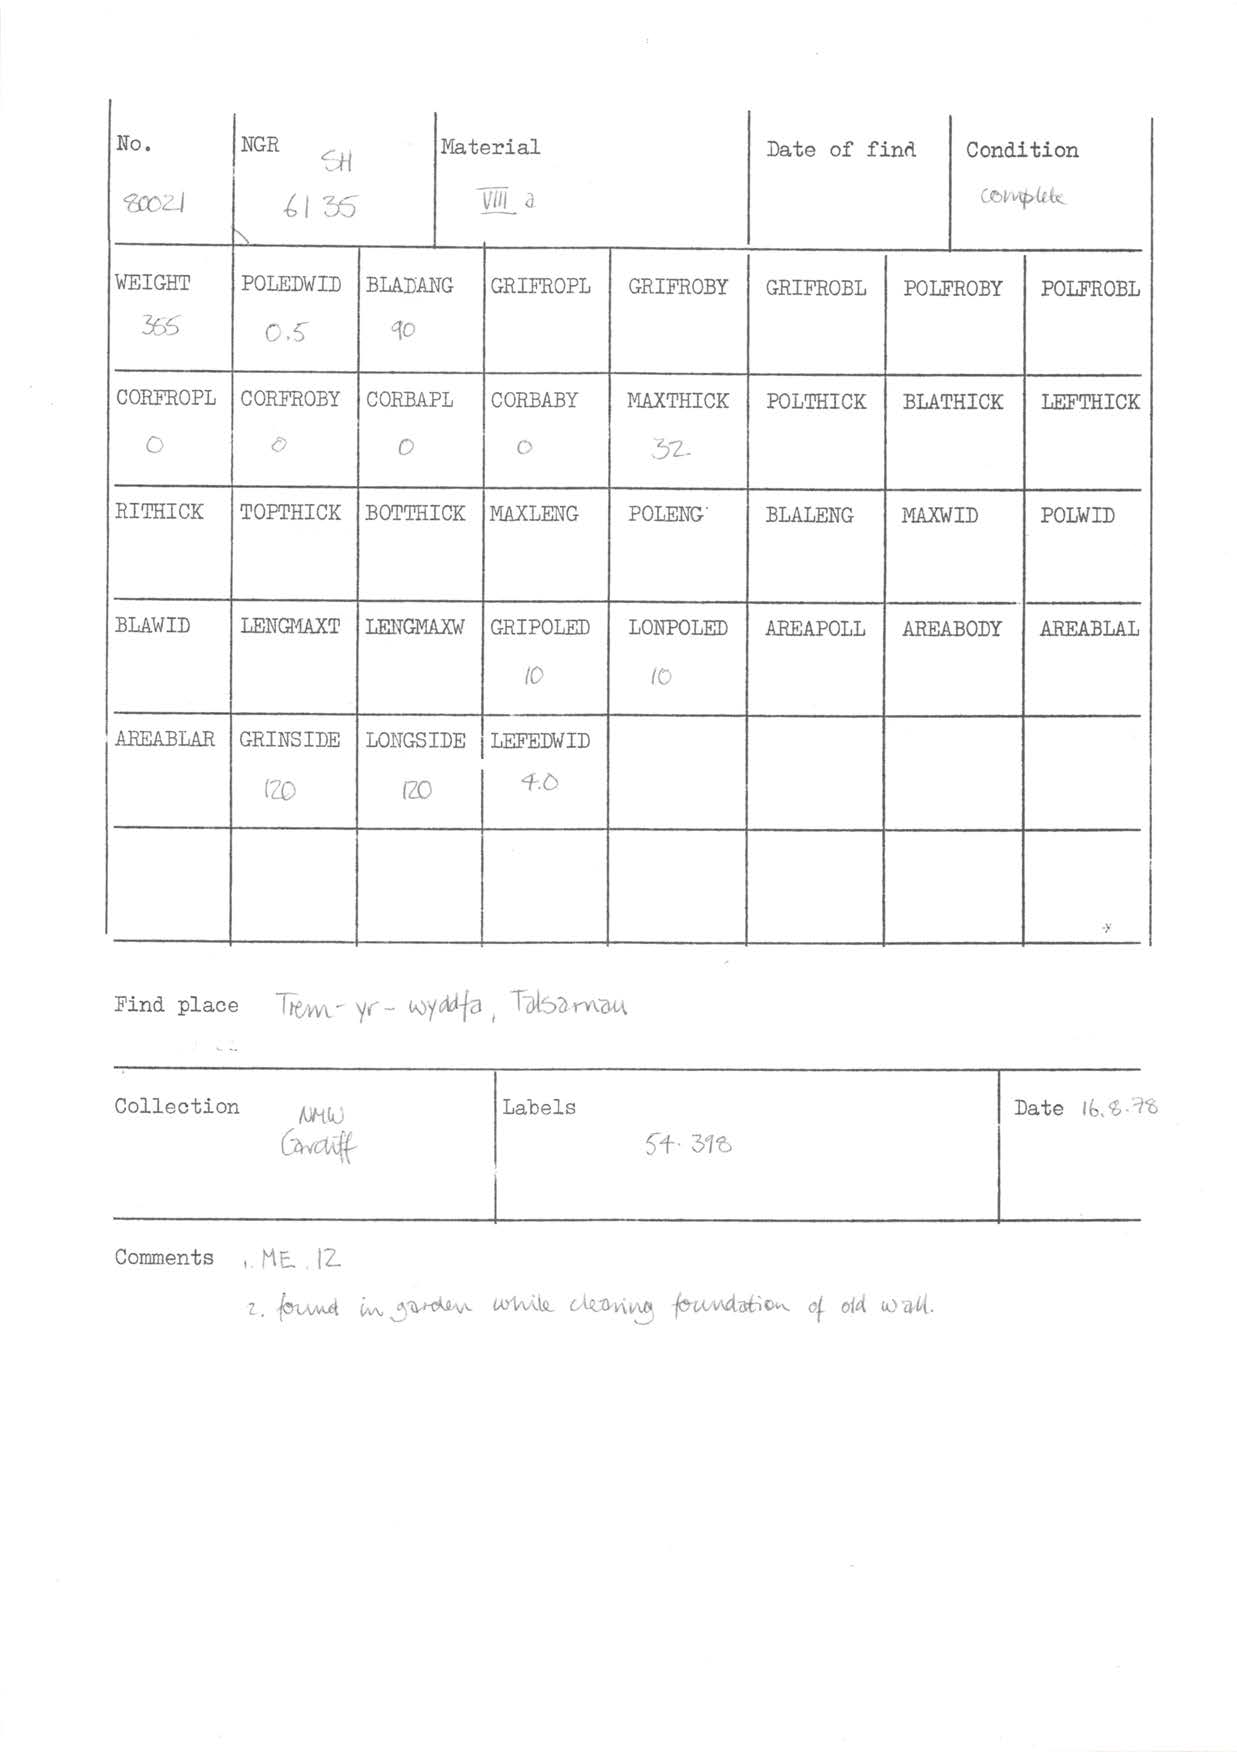 No. NGR SH Material Date of find Condition
80021 6135 VIII a complete
WEIGHT POLEDWID BLADANG GRIFROPL GRIFROBY GRIFROBL POLFROBY POLFROBL
365 0.5 90
CORFROPL CORFROBY CORBAPL CORBABY MAXTHICK POLTHICK BLATHICK LEFTHICK
0 0 0 0 32
RITHICK TOPTHICK BOTTHICK MAXLENG POLENG BLALENG MAXWID POLWID
BLAWID LENGMAXT LENGMAXW GRIPOLED LONPOLED AREAPOLL AREABODY AREABLAL
10 10
AREABLAR GRINSIDE LONGSIDE LEFEDWID
120 120 4.0
Find place Trem-yr-wyddfa, Talsarnau
Collection NMW Labels Date 16.8.78
Cardiff 54.398
Comments 1. ME. 12
2. found in garden while clearing foundation of old wall.